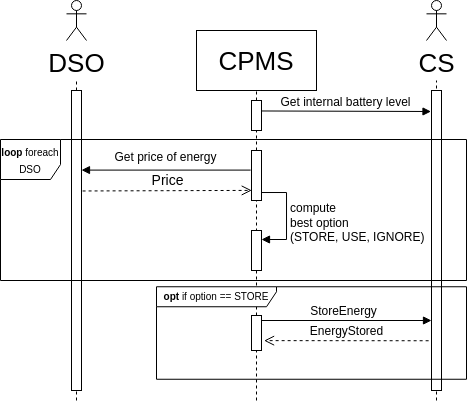 DSO
CPMS
CS
Get internal battery level
loop foreach
DSO
Get price of energy
Price
compute
best option
(STORE, USE, IGNORE)
opt if option == STORE
StoreEnergy
EnergyStored